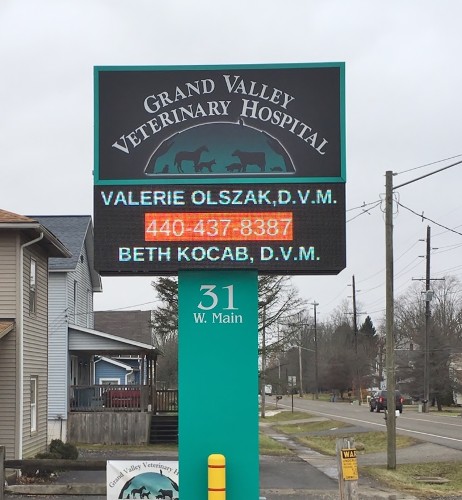 GRAND VALLEY
VETERINARY HOSPITAL
VALERIE OLSZAK,D.V.M.
440-437-8387
BETH KOCAB, D.V.M.
31
W. Main
Grand Valley Veterinary